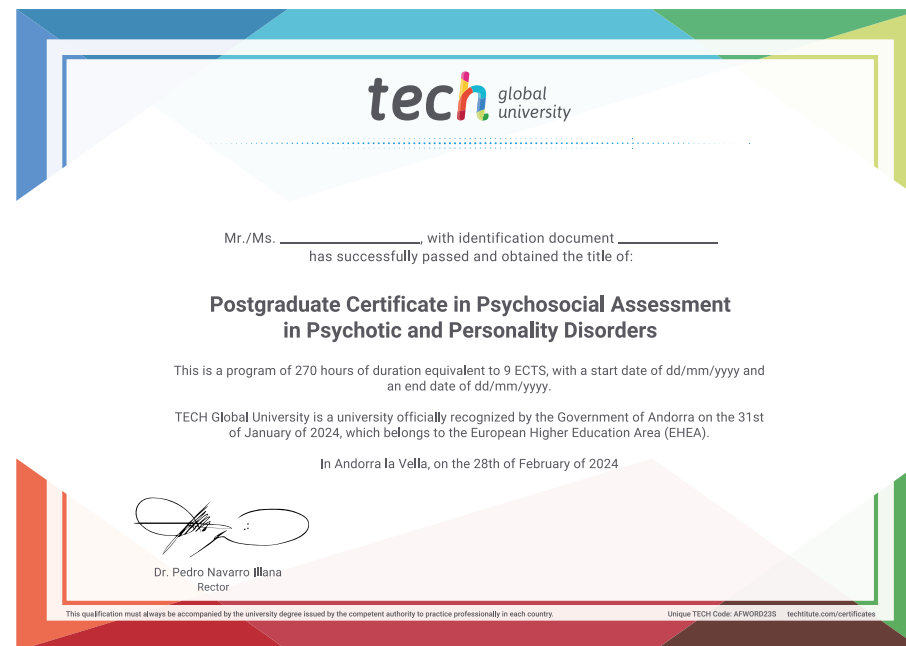 tech global university
Mr./Ms. ________________, with identification document ____________
has successfully passed and obtained the title of:
Postgraduate Certificate in Psychosocial Assessment
in Psychotic and Personality Disorders
This is a program of 270 hours of duration equivalent to 9 ECTS, with a start date of dd/mm/yyyy and
an end date of dd/mm/yyyy.
TECH Global University is a university officially recognized by the Government of Andorra on the 31st
of January of 2024, which belongs to the European Higher Education Area (EHEA).
In Andorra la Vella, on the 28th of February of 2024
Dr. Pedro Navarro Illana
Rector
This qualification must always be accompanied by the university degree issued by the competent authority to practice professionally in each country. Unique TECH Code: AFWORD23S techtitute.com/certificates